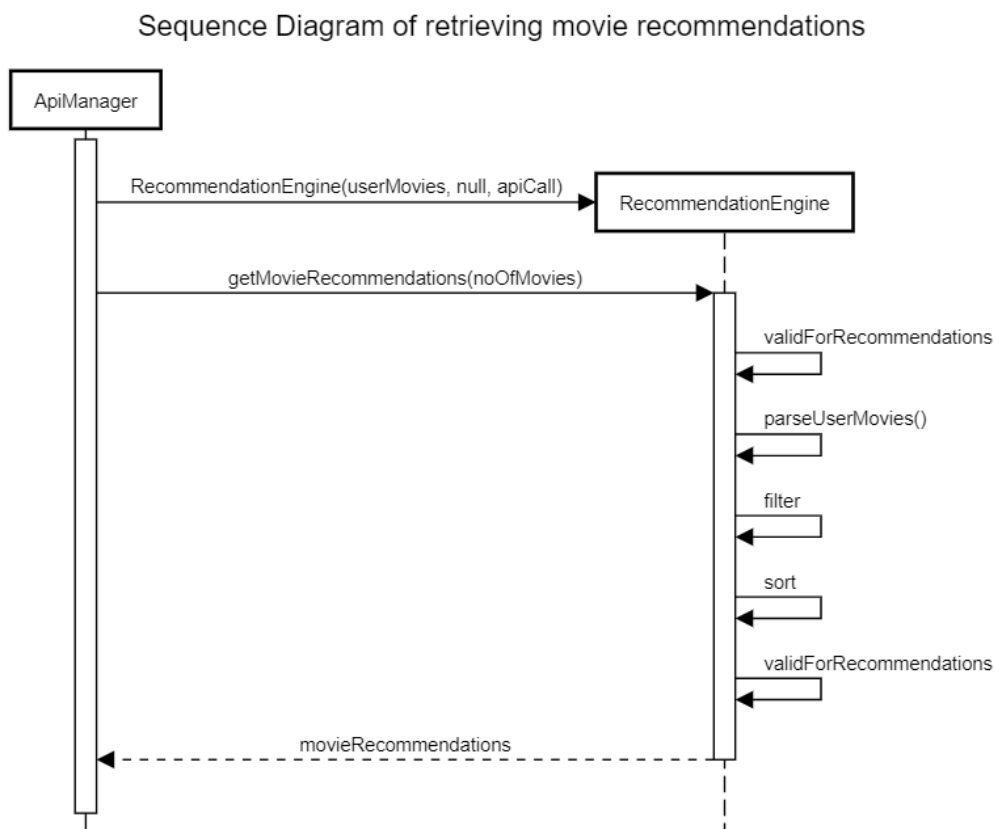 Sequence Diagram of retrieving movie recommendations
ApiManager
RecommendationEngine(userMovies, null, apiCall)
RecommendationEngine
getMovieRecommendations(noOfMovies)
validForRecommendations
parseUserMovies()
filter
sort
validForRecommendations
movieRecommendations